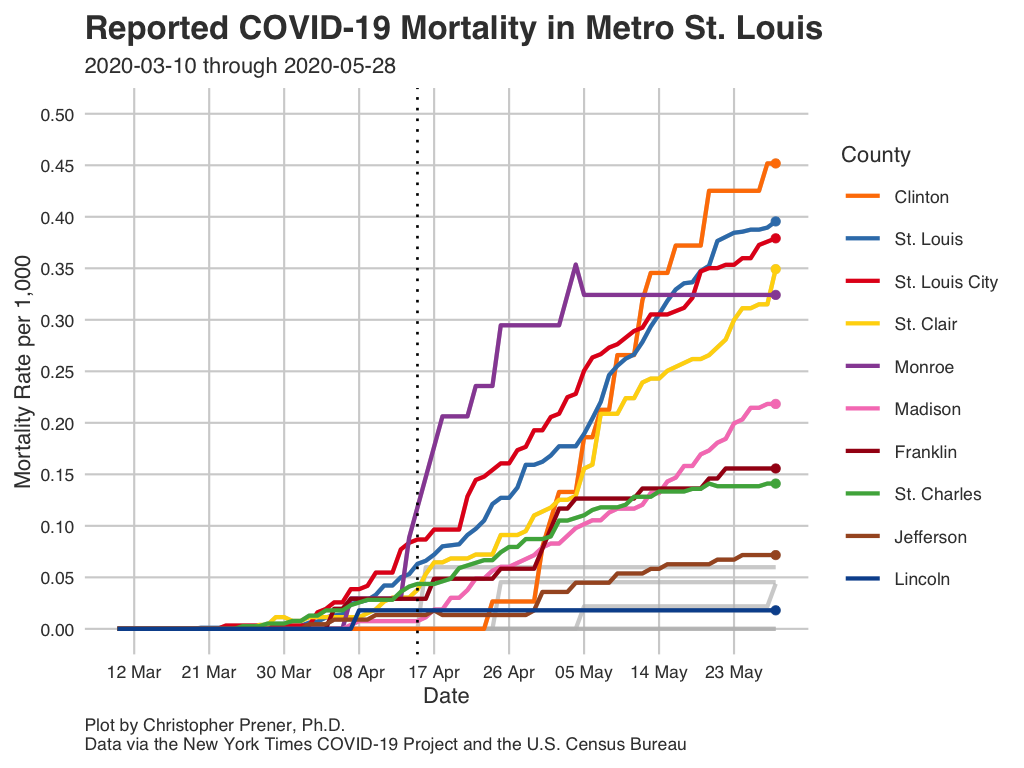 Reported COVID-19 Mortality in Metro St. Louis
2020-03-10 through 2020-05-28
Mortality Rate per 1,000
0.50
0.45
0.40
0.35
0.30
0.25
0.20
0.15
0.10
0.05
0.00
12 Mar 21 Mar 30 Mar 08 Apr 17 Apr 26 Apr 05 May 14 May 23 May
Date
County
Clinton
St. Louis
St. Louis City
St. Clair
Monroe
Madison
Franklin
St. Charles
Jefferson
Lincoln
Plot by Christopher Prener, Ph.D.
Data via the New York Times COVID-19 Project and the U.S. Census Bureau